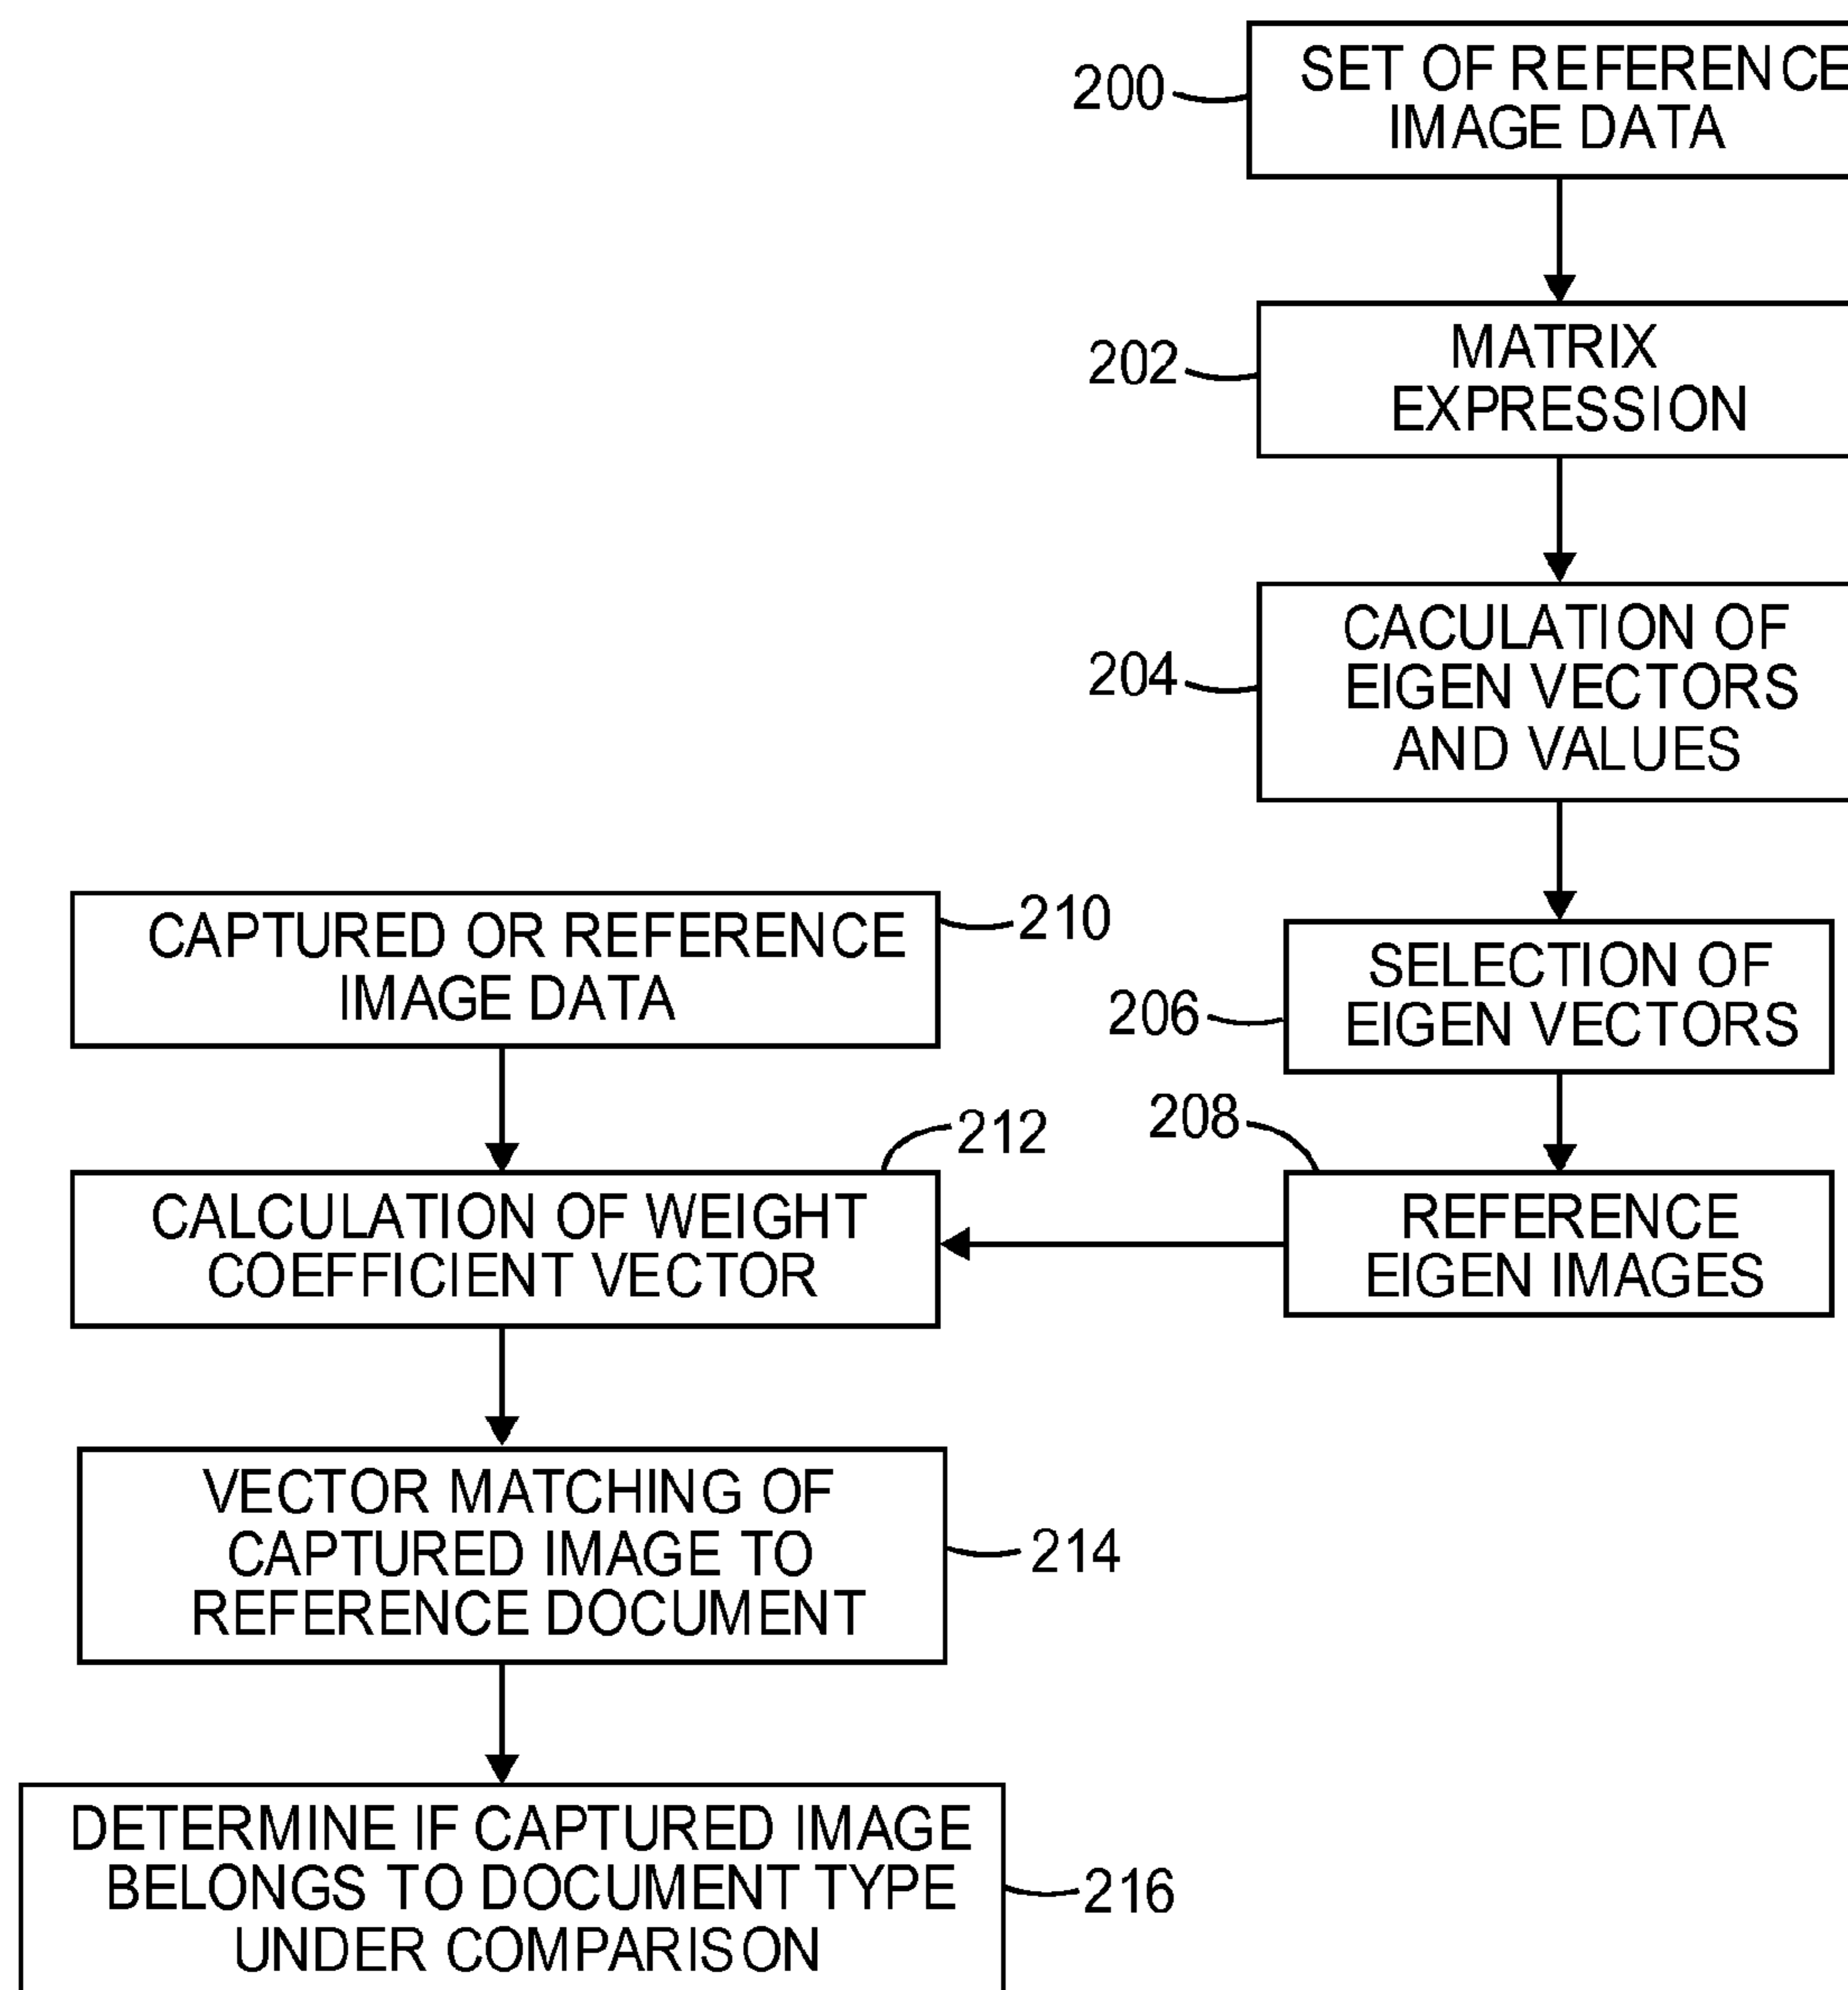 200
SET OF REFERENCE
IMAGE DATA
202
MATRIX
EXPRESSION
204
CACULATION OF
EIGEN VECTORS
AND VALUES
206
SELECTION OF
EIGEN VECTORS
208
REFERENCE
EIGEN IMAGES
210
CAPTURED OR REFERENCE
IMAGE DATA
212
CALCULATION OF WEIGHT
COEFFICIENT VECTOR
214
VECTOR MATCHING OF
CAPTURED IMAGE TO
REFERENCE DOCUMENT
216
DETERMINE IF CAPTURED IMAGE
BELONGS TO DOCUMENT TYPE
UNDER COMPARISON